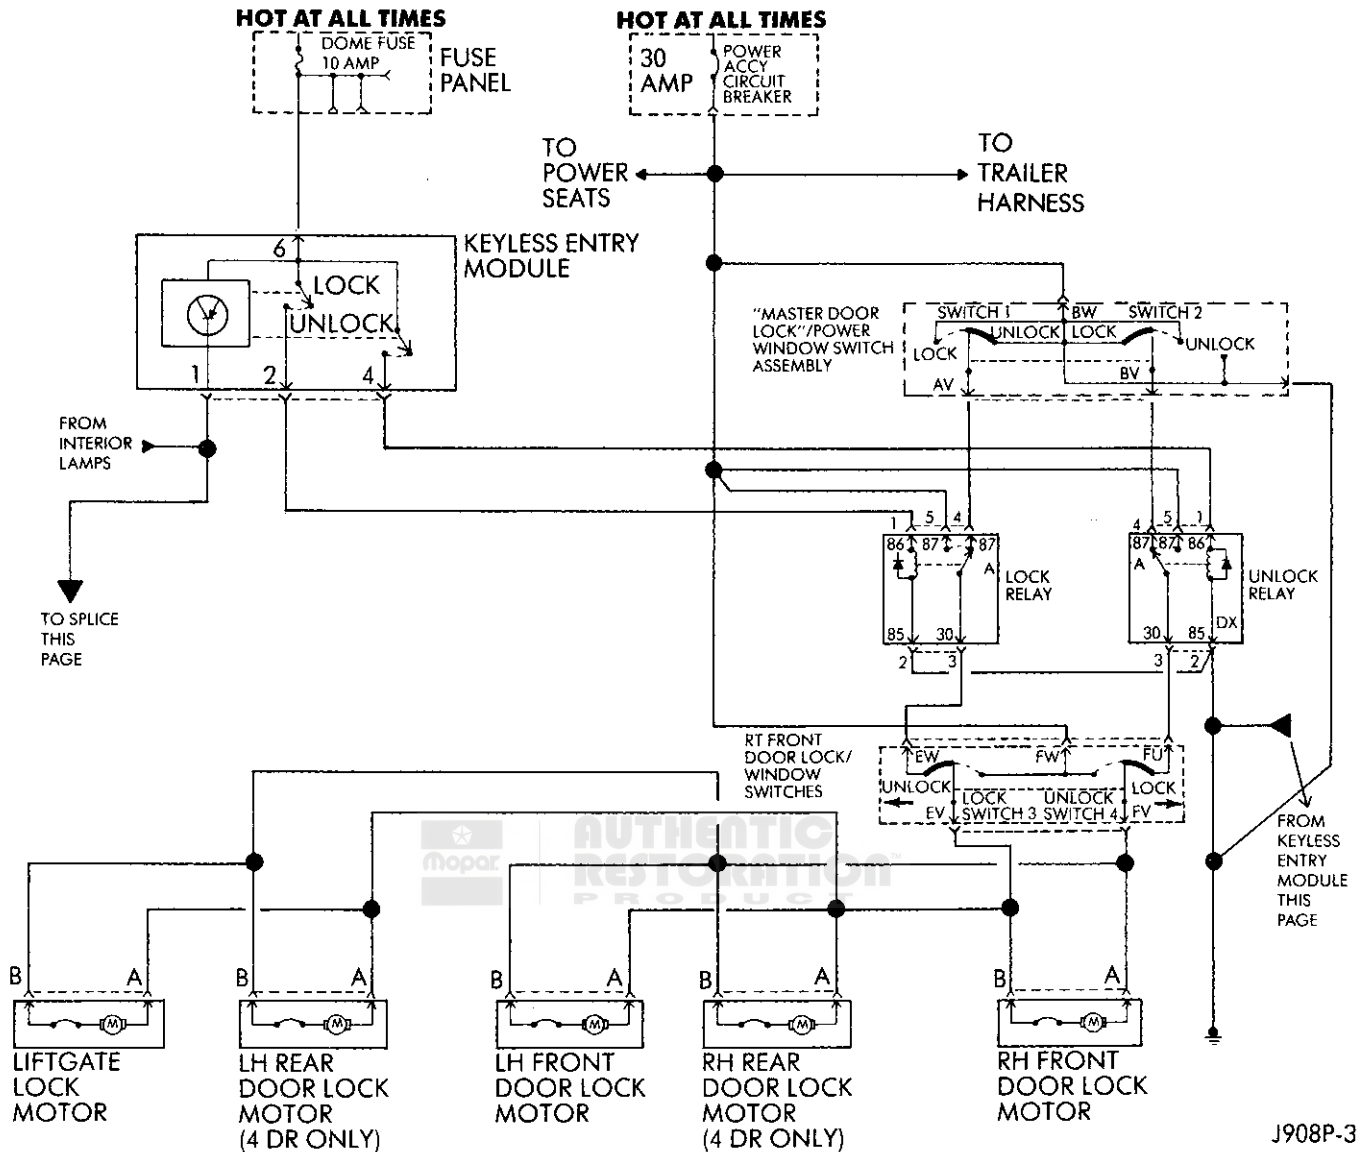 HOT AT ALL TIMES
DOME FUSE
10 AMP
FUSE
PANEL
HOT AT ALL TIMES
30
AMP
POWER
ACCY
CIRCUIT
BREAKER
TO
POWER
SEATS
TO
TRAILER
HARNESS
6
KEYLESS ENTRY
MODULE
LOCK
UNLOCK
1
2
4
"MASTER DOOR
LOCK"/POWER
WINDOW SWITCH
ASSEMBLY
SWITCH 1
BW
SWITCH 2
UNLOCK
LOCK
LOCK
UNLOCK
AV
BV
FROM
INTERIOR
LAMPS
TO SPLICE
THIS
PAGE
1 5 4
86 87 87
A
LOCK
RELAY
85 30
2 3
4 5 1
87 87 86
A
UNLOCK
RELAY
DX
30 85
3 2
RT FRONT
DOOR LOCK/
WINDOW
SWITCHES
EW
FW
FU
UNLOCK
LOCK
LOCK
SWITCH 3
UNLOCK
SWITCH 4
EV
FV
FROM
KEYLESS
ENTRY
MODULE
THIS
PAGE
Mopar
AUTHENTIC
RESTORATION™
PRODUCT
B A
B A
B A
B A
B A
M
M
M
M
M
LIFTGATE
LOCK
MOTOR
LH REAR
DOOR LOCK
MOTOR
(4 DR ONLY)
LH FRONT
DOOR LOCK
MOTOR
RH REAR
DOOR LOCK
MOTOR
(4 DR ONLY)
RH FRONT
DOOR LOCK
MOTOR
J908P-3